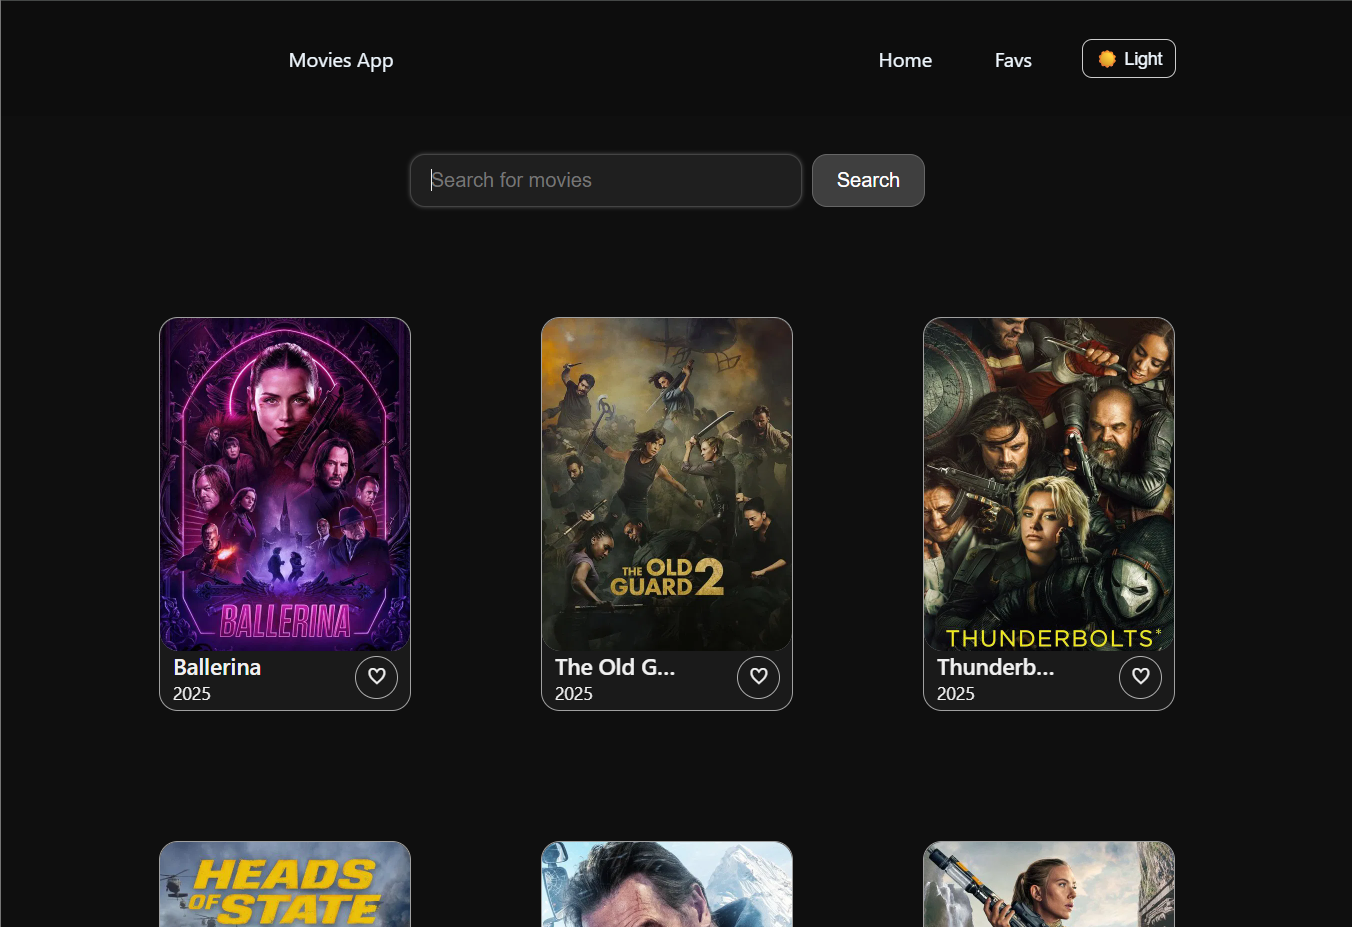 Movies App
Home
Favs
Light
Search for movies
Search
BALLERINA
Ballerina
2025
THE OLD
GUARD 2
The Old G...
2025
THUNDERBOLTS*
Thunderb...
2025
HEADS
OF STATE